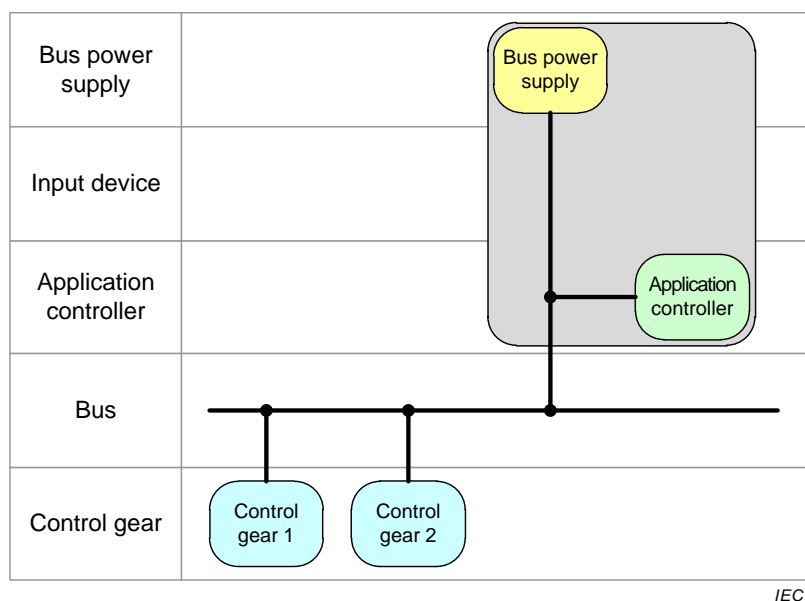 Bus power
supply
Bus power
supply
Input device
Application
controller
Application
controller
Bus
Control gear
Control
gear 1
Control
gear 2
IEC